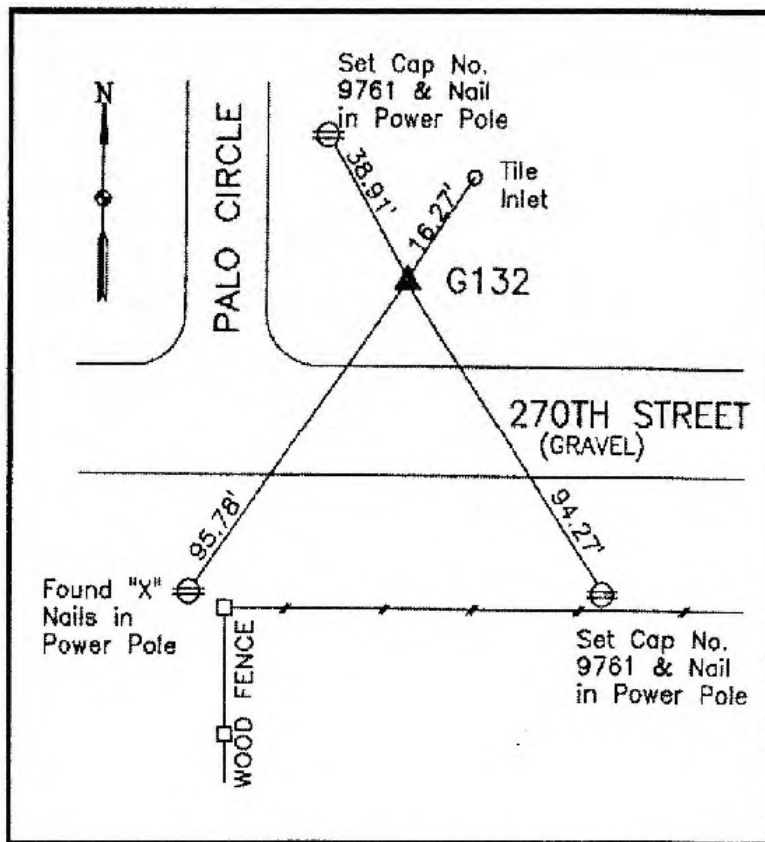 Set Cap No.
9761 & Nail
in Power Pole
N
PALO CIRCLE
38.91'
16.27'
Tile
Inlet
G132
270TH STREET
(GRAVEL)
95.78'
94.27'
Found "X"
Nails in
Power Pole
WOOD FENCE
Set Cap No.
9761 & Nail
in Power Pole